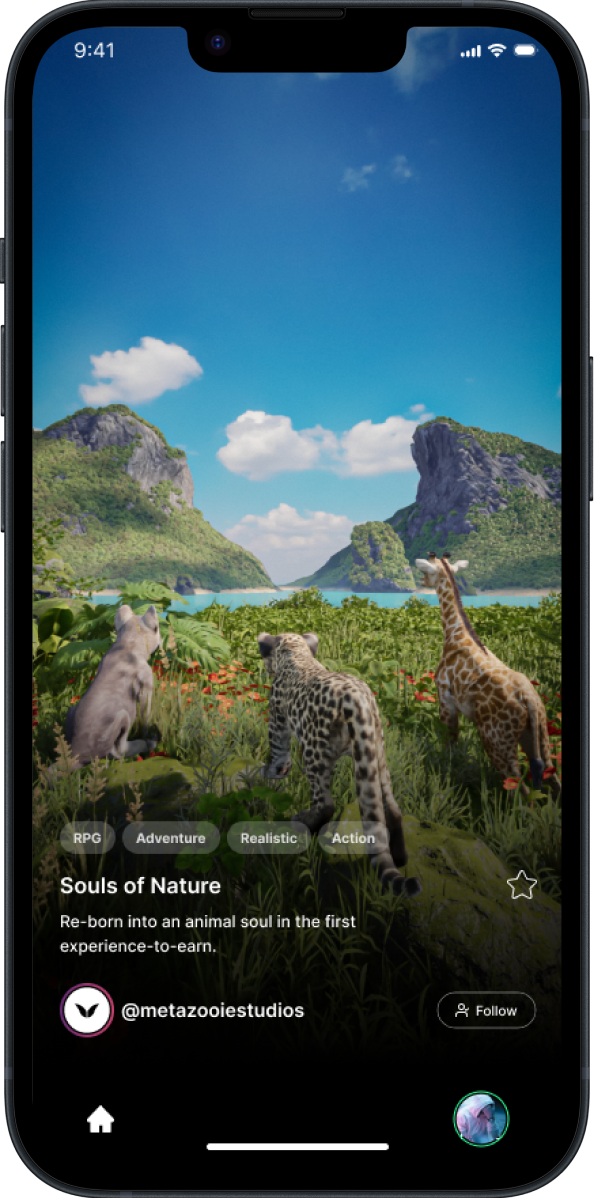 9:41
RPG Adventure Realistic Action
Souls of Nature
Re-born into an animal soul in the first
experience-to-earn.
@metazooiestudios Follow